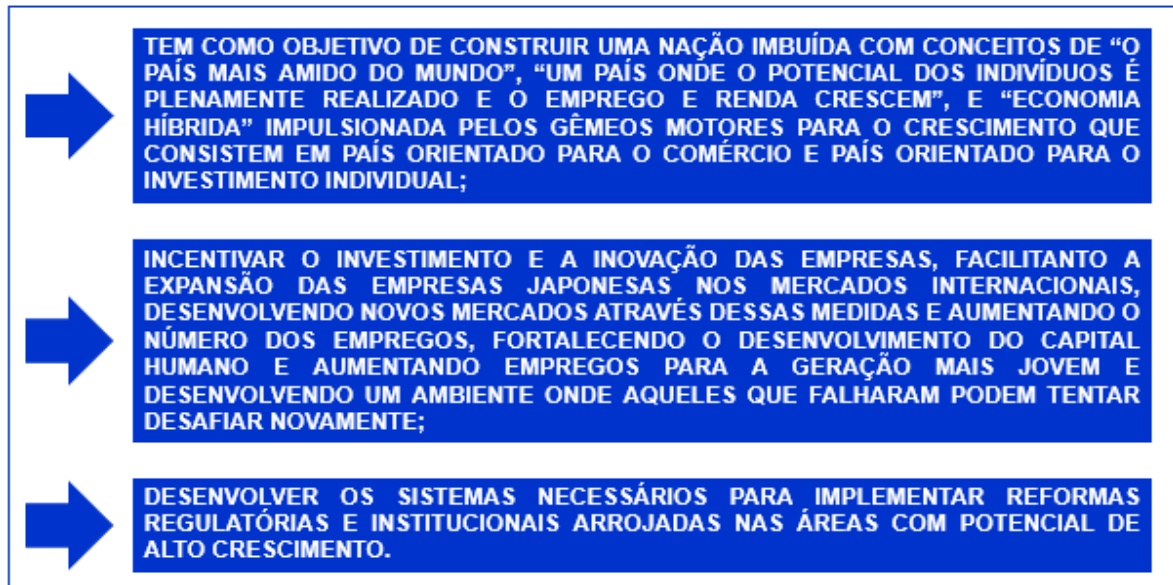 TEM COMO OBJETIVO DE CONSTRUIR UMA NAÇÃO IMBUÍDA COM CONCEITOS DE “O
PAÍS MAIS AMIDO DO MUNDO”, “UM PAÍS ONDE O POTENCIAL DOS INDIVÍDUOS É
PLENAMENTE REALIZADO E O EMPREGO E RENDA CRESCEM”, E “ECONOMIA
HÍBRIDA” IMPULSIONADA PELOS GÊMEOS MOTORES PARA O CRESCIMENTO QUE
CONSISTEM EM PAÍS ORIENTADO PARA O COMÉRCIO E PAÍS ORIENTADO PARA O
INVESTIMENTO INDIVIDUAL;
INCENTIVAR O INVESTIMENTO E A INOVAÇÃO DAS EMPRESAS, FACILITANTO A
EXPANSÃO DAS EMPRESAS JAPONESAS NOS MERCADOS INTERNACIONAIS,
DESENVOLVENDO NOVOS MERCADOS ATRAVÉS DESSAS MEDIDAS E AUMENTANDO O
NÚMERO DOS EMPREGOS, FORTALECENDO O DESENVOLVIMENTO DO CAPITAL
HUMANO E AUMENTANDO EMPREGOS PARA A GERAÇÃO MAIS JOVEM E
DESENVOLVENDO UM AMBIENTE ONDE AQUELES QUE FALHARAM PODEM TENTAR
DESAFIAR NOVAMENTE;
DESENVOLVER OS SISTEMAS NECESSÁRIOS PARA IMPLEMENTAR REFORMAS
REGULATÓRIAS E INSTITUCIONAIS ARROJADAS NAS ÁREAS COM POTENCIAL DE
ALTO CRESCIMENTO.